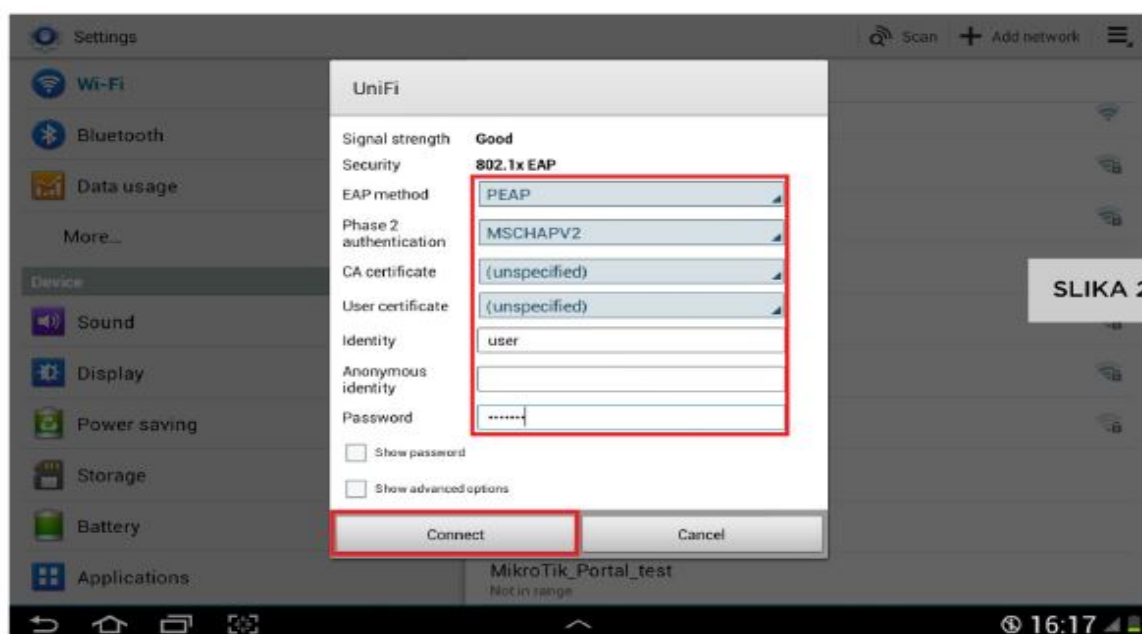 Settings
Scan
Add network
Wi-Fi
Bluetooth
Data usage
More...
Device
Sound
Display
Power saving
Storage
Battery
Applications
UniFi
Signal strength Good
Security 802.1x EAP
EAP method PEAP
Phase 2
authentication
MSCHAPV2
CA certificate (unspecified)
User certificate (unspecified)
Identity user
Anonymous
identity
Password
Show password
Show advanced options
Connect
Cancel
SLIKA 2
MikroTik_Portal_test
Not in range
16:17